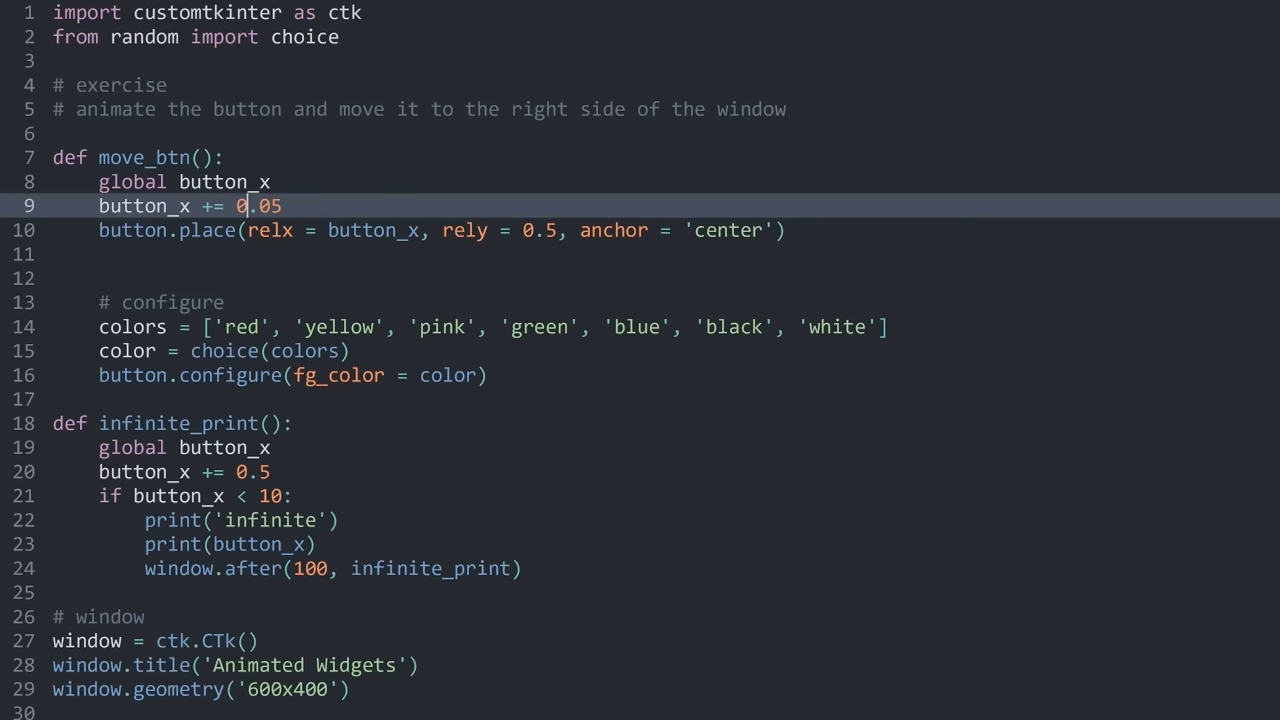 1 import customtkinter as ctk
2 from random import choice
3
4 # exercise
5 # animate the button and move it to the right side of the window
6
7 def move_btn():
8     global button_x
9     button_x += 0.05
10     button.place(relx = button_x, rely = 0.5, anchor = 'center')
11
12
13     # configure
14     colors = ['red', 'yellow', 'pink', 'green', 'blue', 'black', 'white']
15     color = choice(colors)
16     button.configure(fg_color = color)
17
18 def infinite_print():
19     global button_x
20     button_x += 0.5
21     if button_x < 10:
22         print('infinite')
23         print(button_x)
24         window.after(100, infinite_print)
25
26 # window
27 window = ctk.CTk()
28 window.title('Animated Widgets')
29 window.geometry('600x400')
30